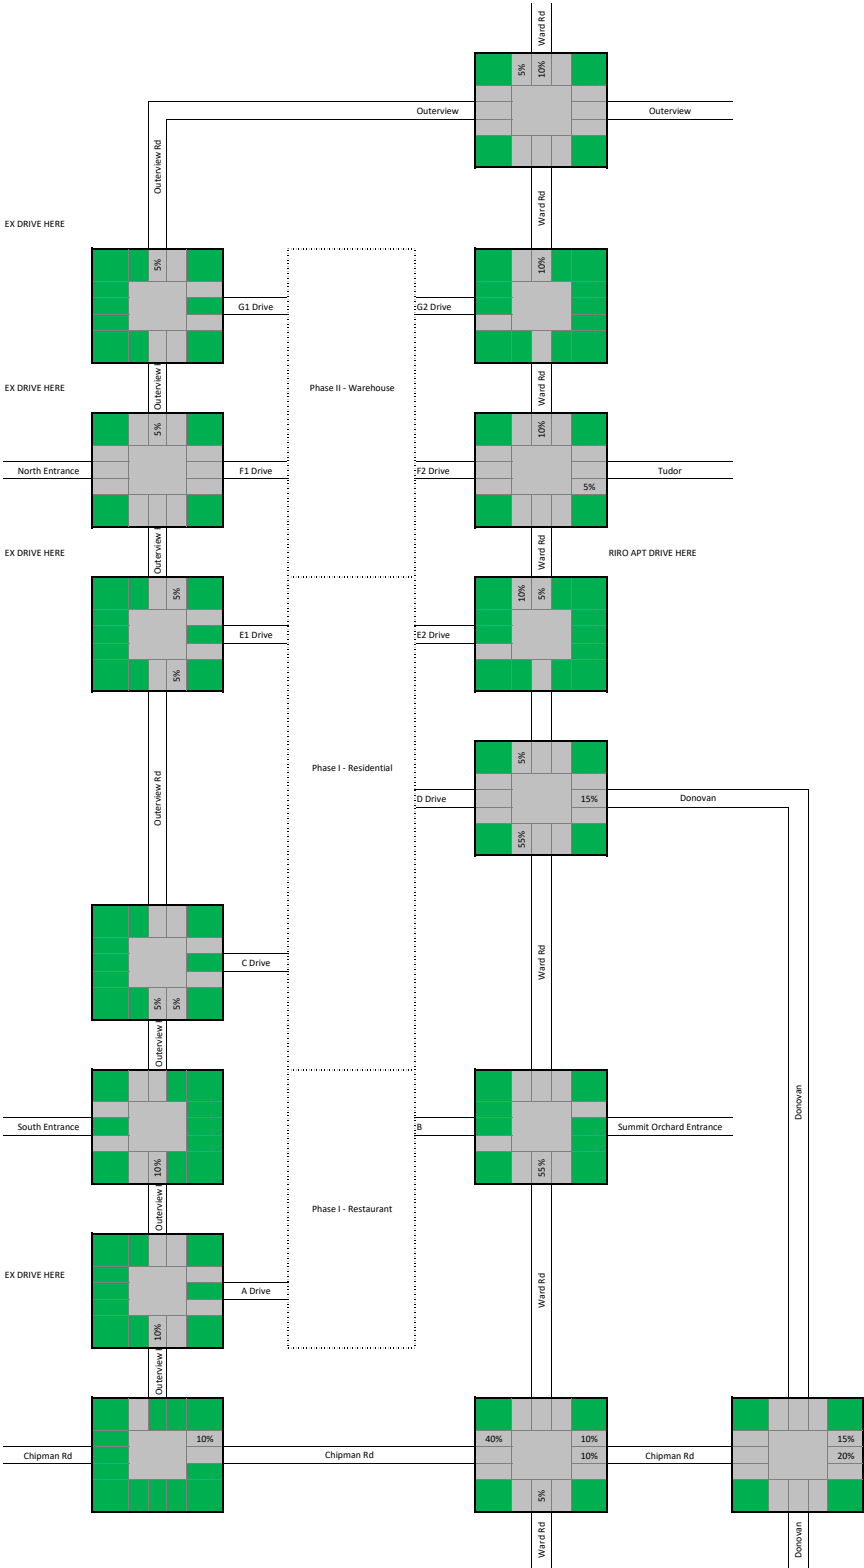 Ward Rd
5%
10%
Outerview
Outerview
Outerview Rd
Ward Rd
EX DRIVE HERE
5%
10%
G1 Drive
G2 Drive
Phase II - Warehouse
Ward Rd
EX DRIVE HERE
Outerview
5%
10%
North Entrance
F1 Drive
F2 Drive
Tudor
5%
EX DRIVE HERE
Outerview
Ward Rd
RIRO APT DRIVE HERE
5%
10%
5%
E1 Drive
E2 Drive
5%
5%
Phase I - Residential
Outerview Rd
D Drive
15%
Donovan
55%
C Drive
Ward Rd
5%
5%
Outerview
Donovan
South Entrance
B
Summit Orchard Entrance
10%
55%
Outerview
Phase I - Restaurant
EX DRIVE HERE
A Drive
Ward Rd
10%
Outerview
10%
40%
10%
15%
Chipman Rd
Chipman Rd
10%
Chipman Rd
20%
5%
Ward Rd
Donovan